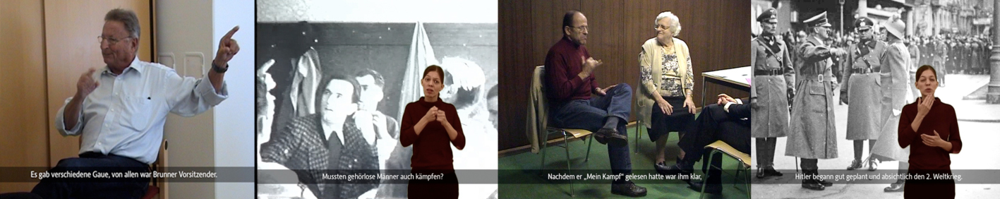 Es gab verschiedene Gaue, von allen war Brunner Vorsitzender.
Mussten gehörlose Männer auch kämpfen?
Nachdem er „Mein Kampf“ gelesen hatte war ihm klar,
Hitler begann gut geplant und absichtlich den 2. Weltkrieg.